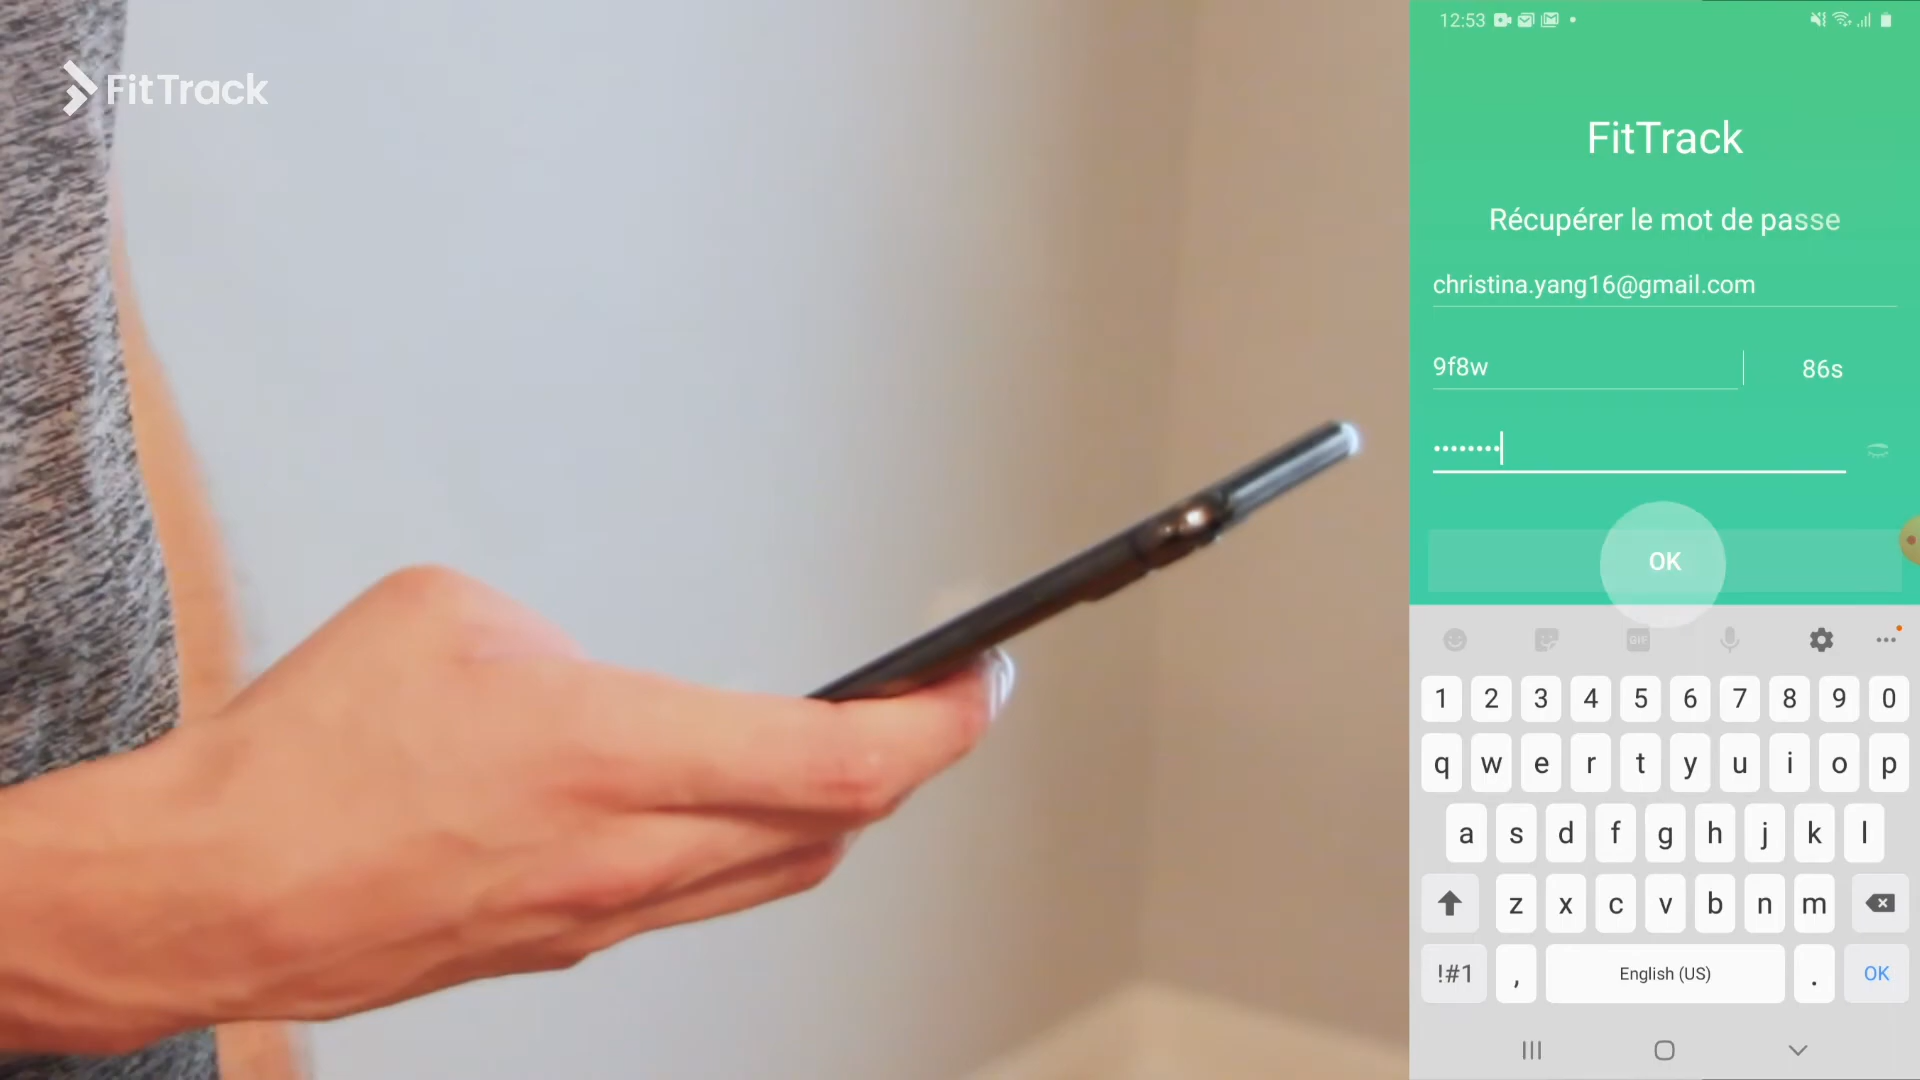 FitTrack
12:53
FitTrack
Récupérer le mot de passe
christina.yang16@gmail.com
9f8w
86s
OK
GIF
1 2 3 4 5 6 7 8 9 0
q w e r t y u i o p
a s d f g h j k l
z x c v b n m
!#1 , English (US) . OK